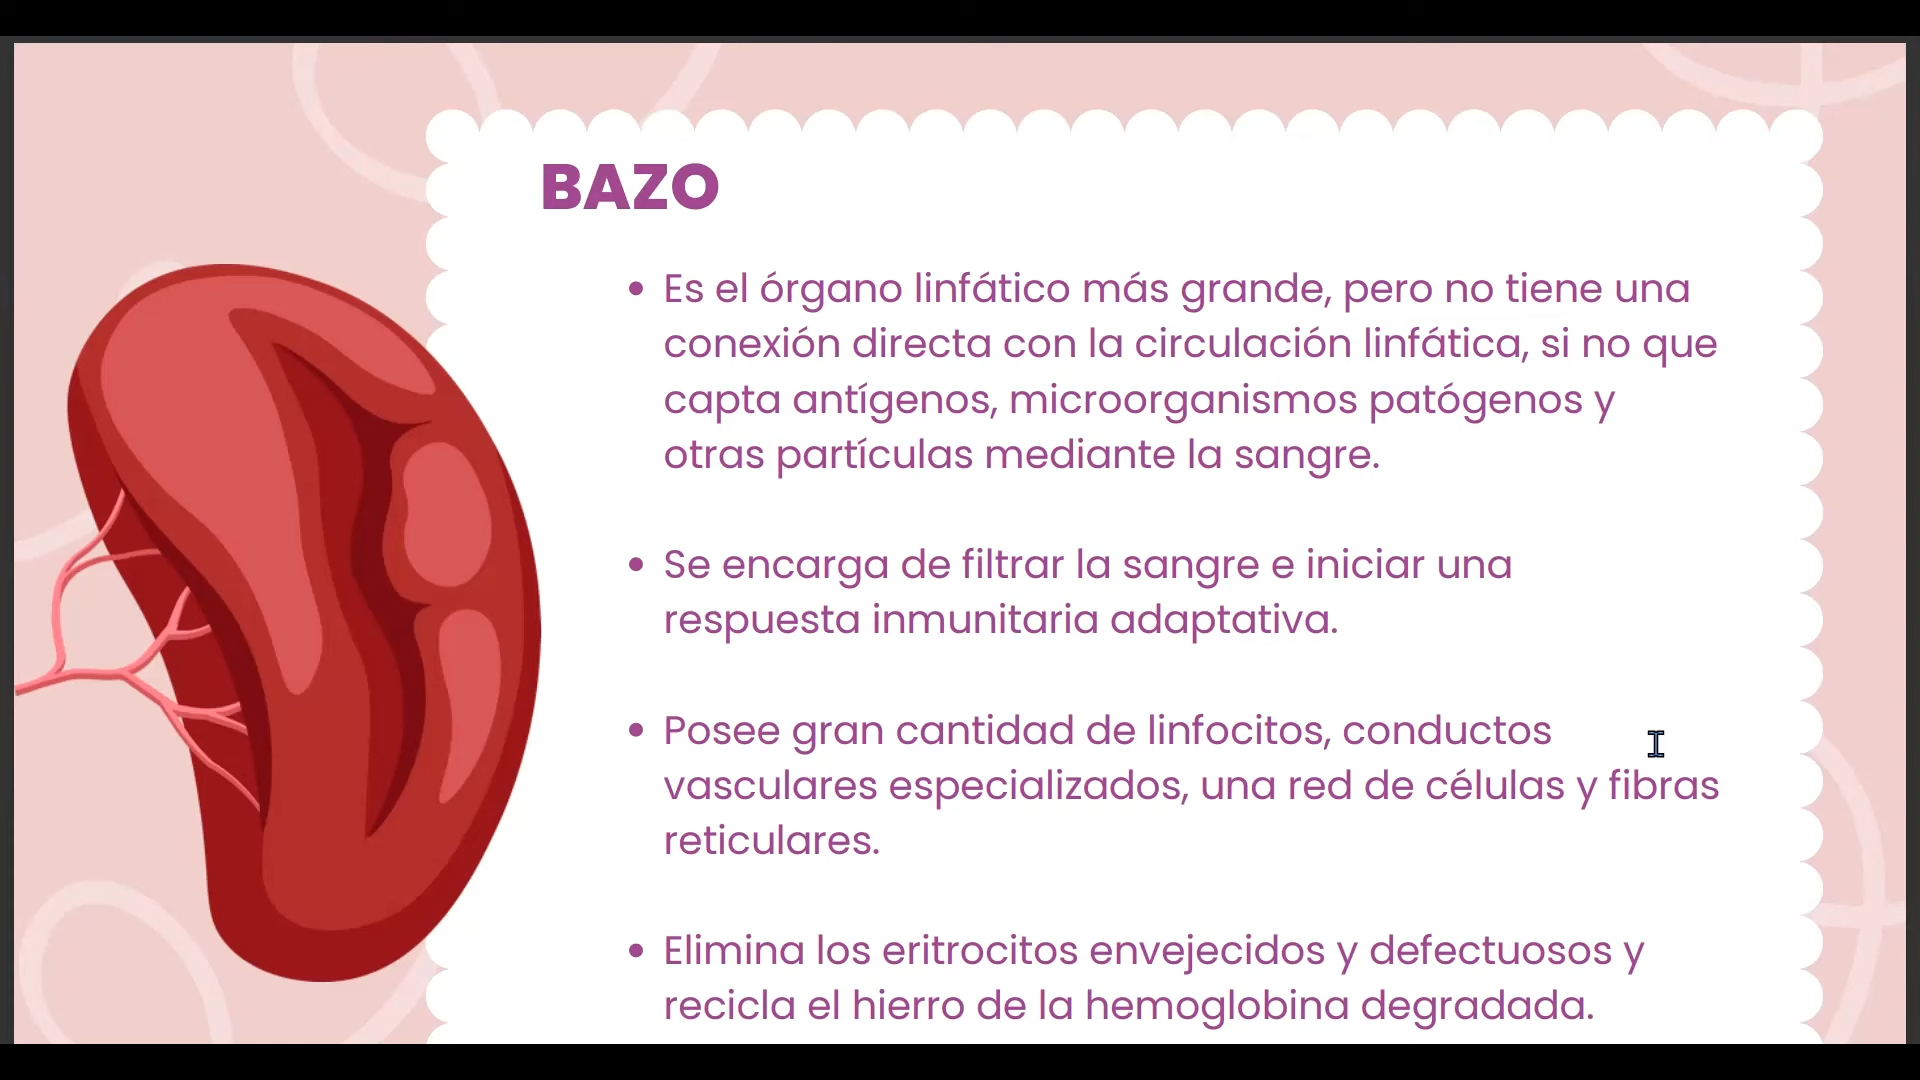 BAZO
• Es el órgano linfático más grande, pero no tiene una
conexión directa con la circulación linfática, si no que
capta antígenos, microorganismos patógenos y
otras partículas mediante la sangre.
• Se encarga de filtrar la sangre e iniciar una
respuesta inmunitaria adaptativa.
• Posee gran cantidad de linfocitos, conductos
vasculares especializados, una red de células y fibras
reticulares.
• Elimina los eritrocitos envejecidos y defectuosos y
recicla el hierro de la hemoglobina degradada.